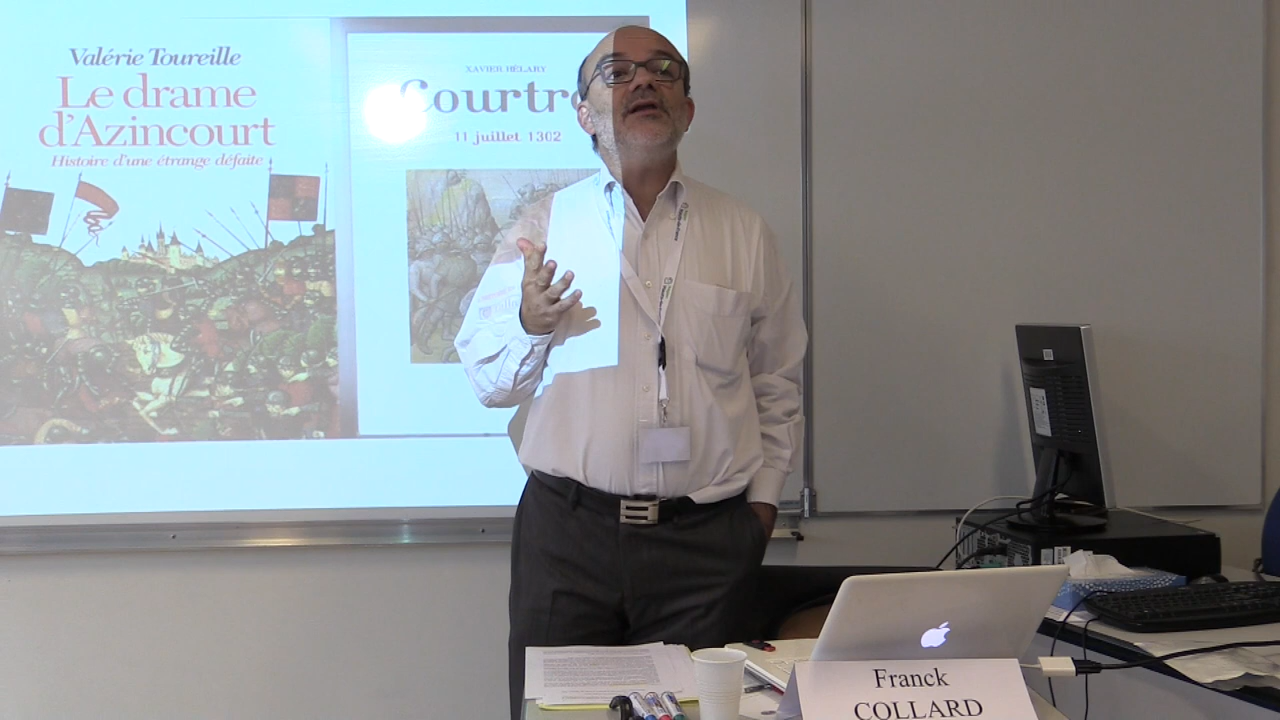 Valérie Toureille
Le drame
d'Azincourt
Histoire d'une étrange défaite
XAVIER HÉLARY
Courtr
11 juillet 1302
Franck
COLLARD